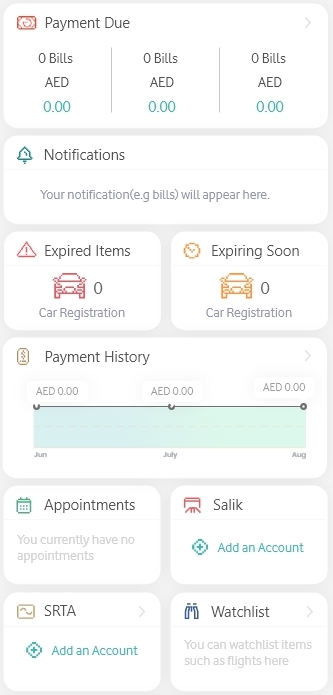 Payment Due
0 Bills 0 Bills 0 Bills
AED AED AED
0.00 0.00 0.00
Notifications
Your notification(e.g bills) will appear here.
Expired Items Expiring Soon
0 0
Car Registration Car Registration
Payment History
AED 0.00 AED 0.00 AED 0.00
Jun July Aug
Appointments
You currently have no
appointments
Salik
Add an Account
SRTA
Add an Account
Watchlist
You can watchlist items
such as flights here